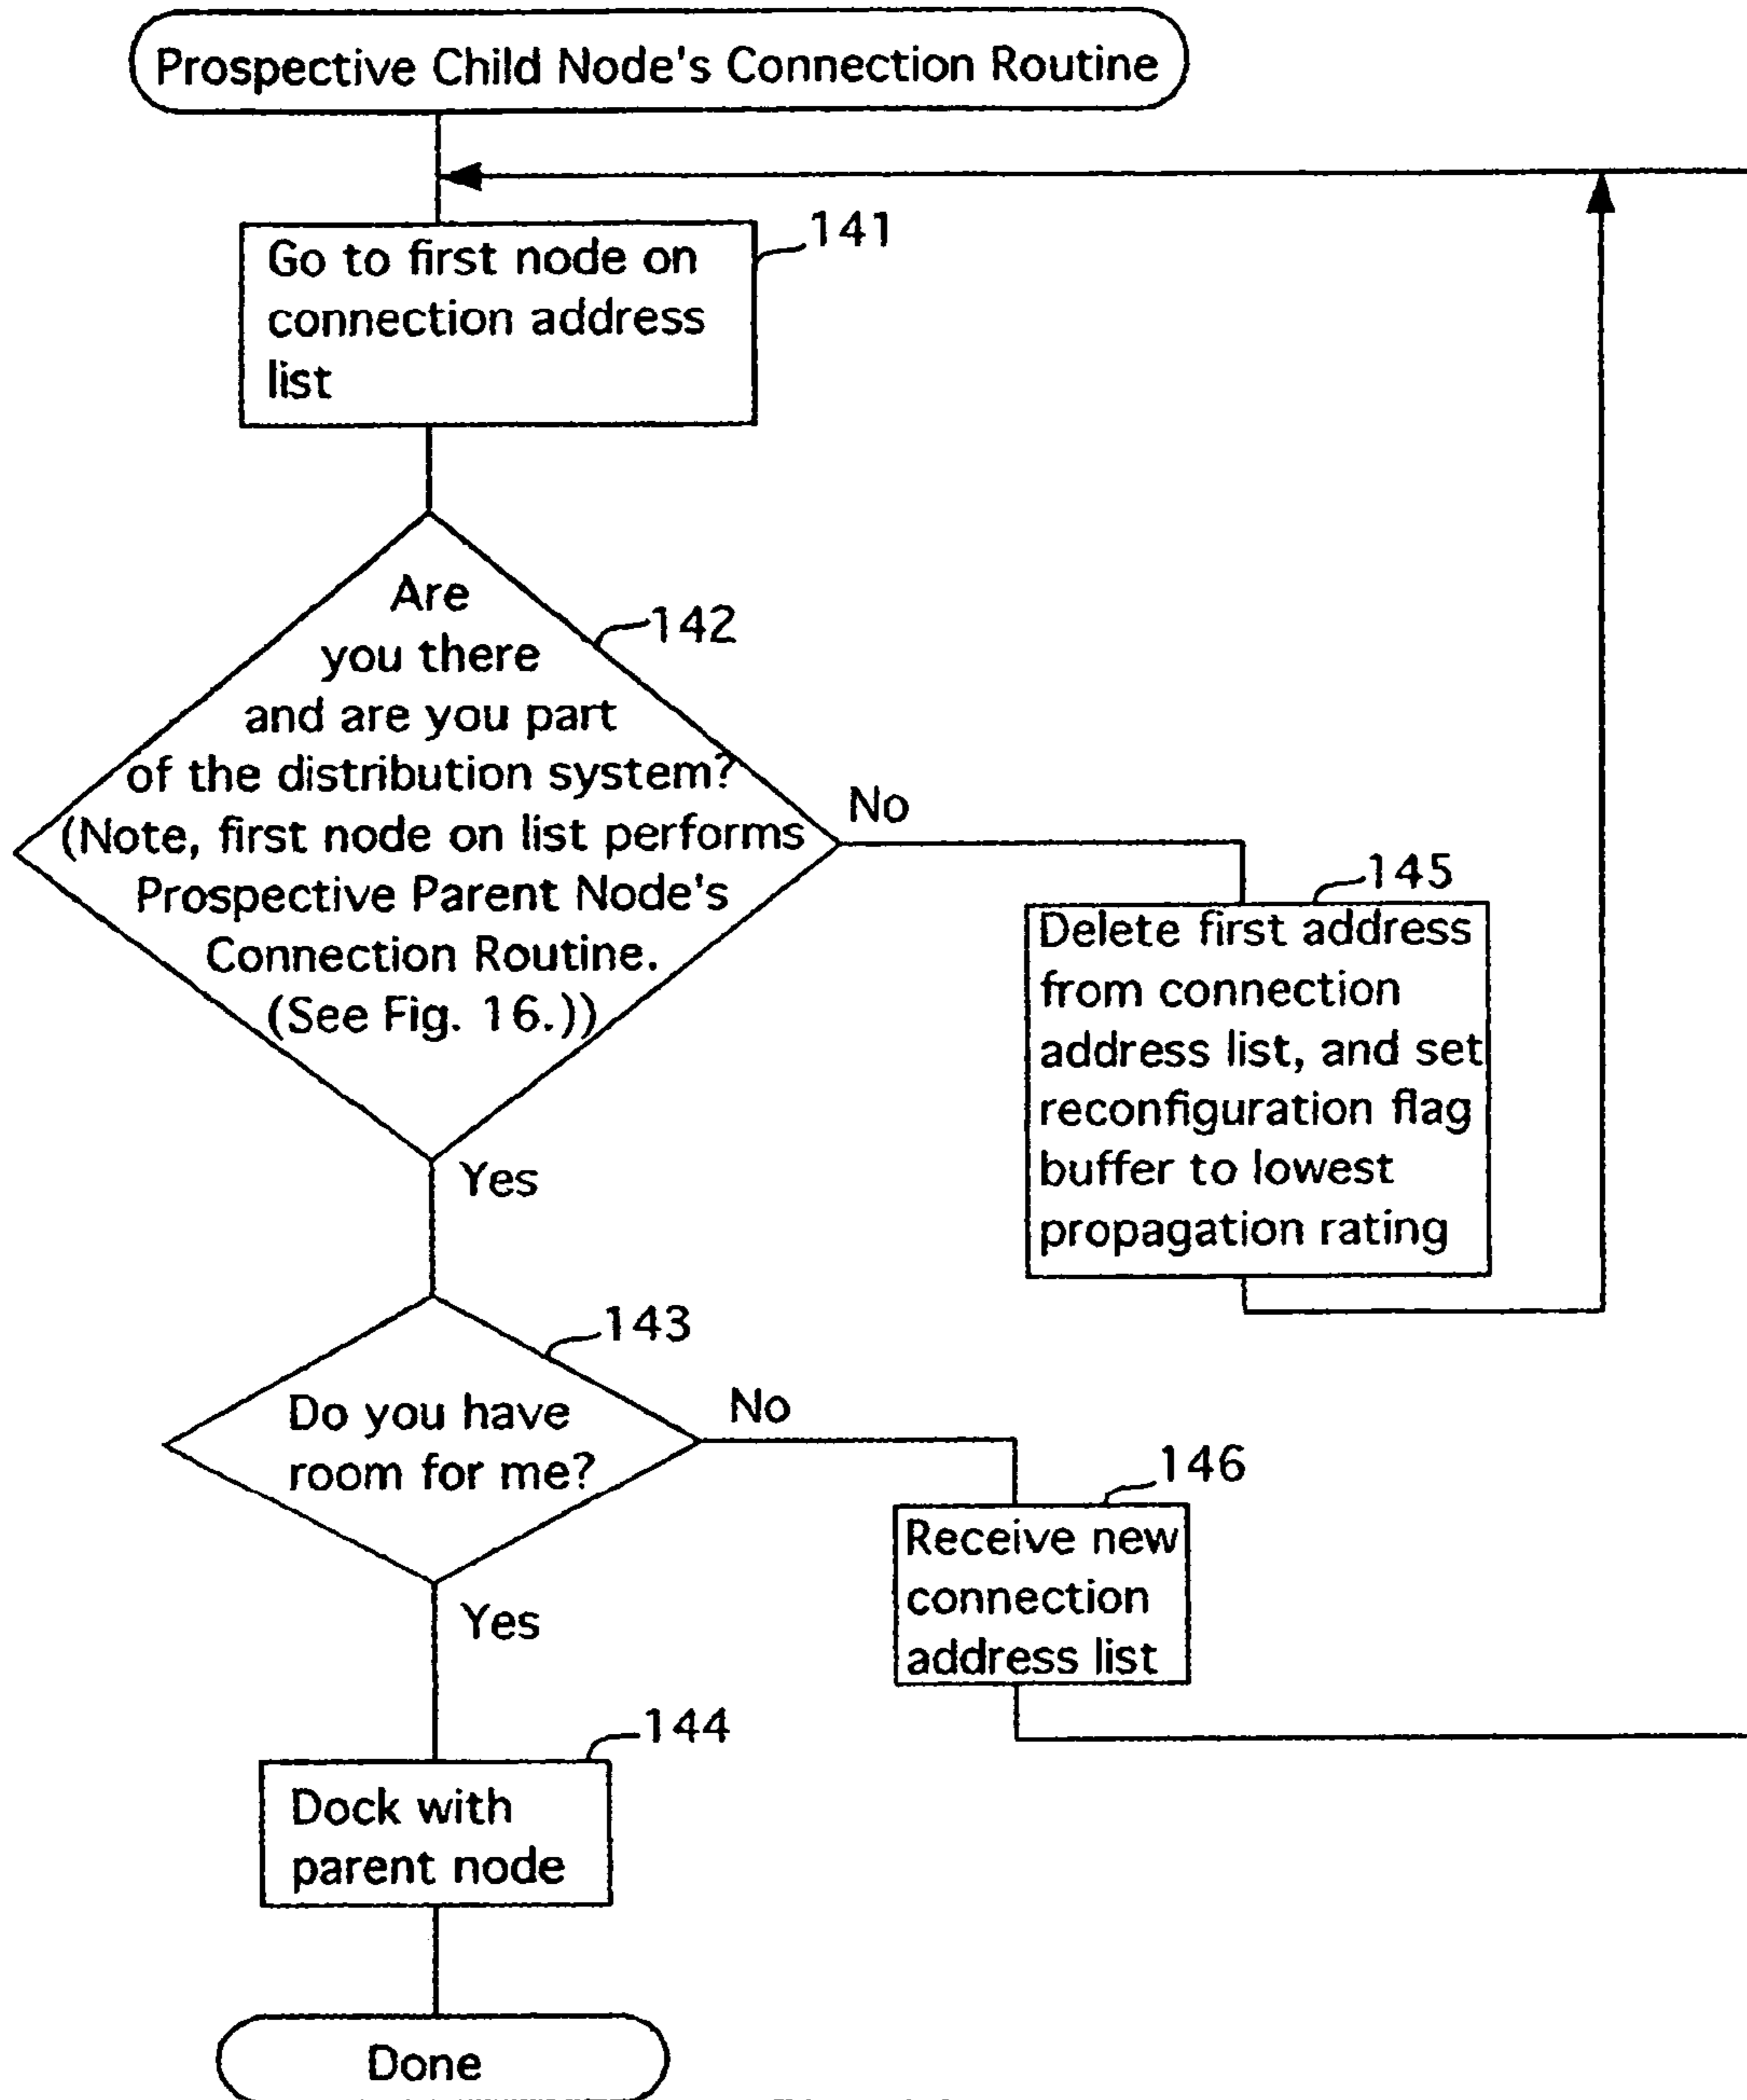 Prospective Child Node's Connection Routine
141
Go to first node on
connection address
list
142
Are
you there
and are you part
of the distribution system?
(Note, first node on list performs
Prospective Parent Node's
Connection Routine.
(See Fig. 16.))
No
145
Delete first address
from connection
address list, and set
reconfiguration flag
buffer to lowest
propagation rating
Yes
143
Do you have
room for me?
No
146
Receive new
connection
address list
Yes
144
Dock with
parent node
Done